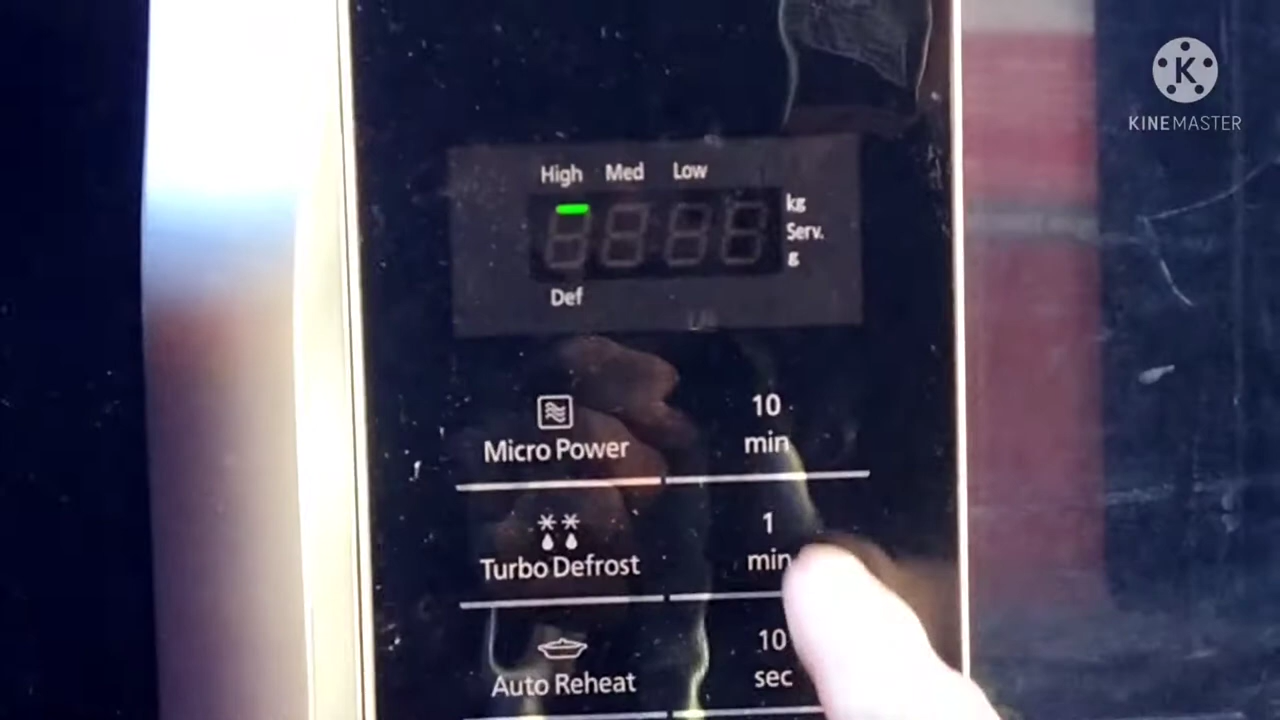 K
KINEMASTER
High Med Low
kg
Serv.
g
Def
Micro Power
10
min
Turbo Defrost
1
min
Auto Reheat
10
sec